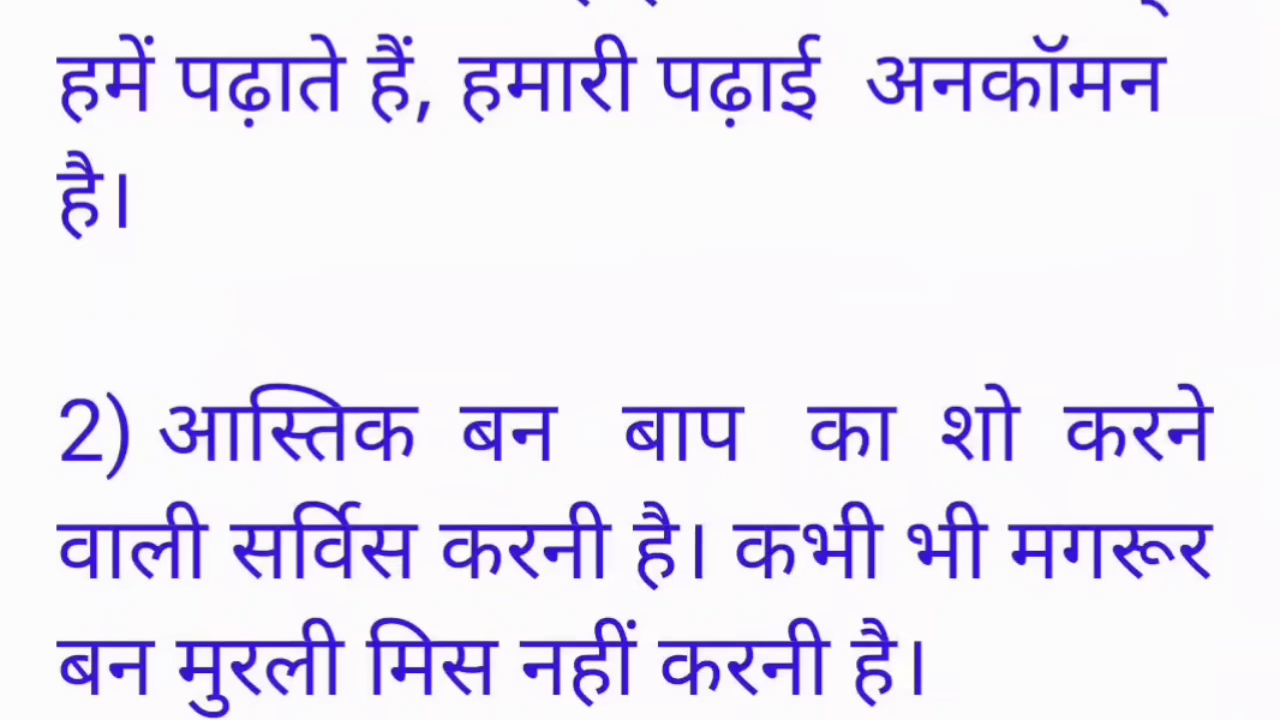 हमें पढ़ाते हैं, हमारी पढ़ाई अनकॉमन
है।
2) आस्तिक बन बाप का शो करने
वाली सर्विस करनी है। कभी भी मगरूर
बन मुरली मिस नहीं करनी है।